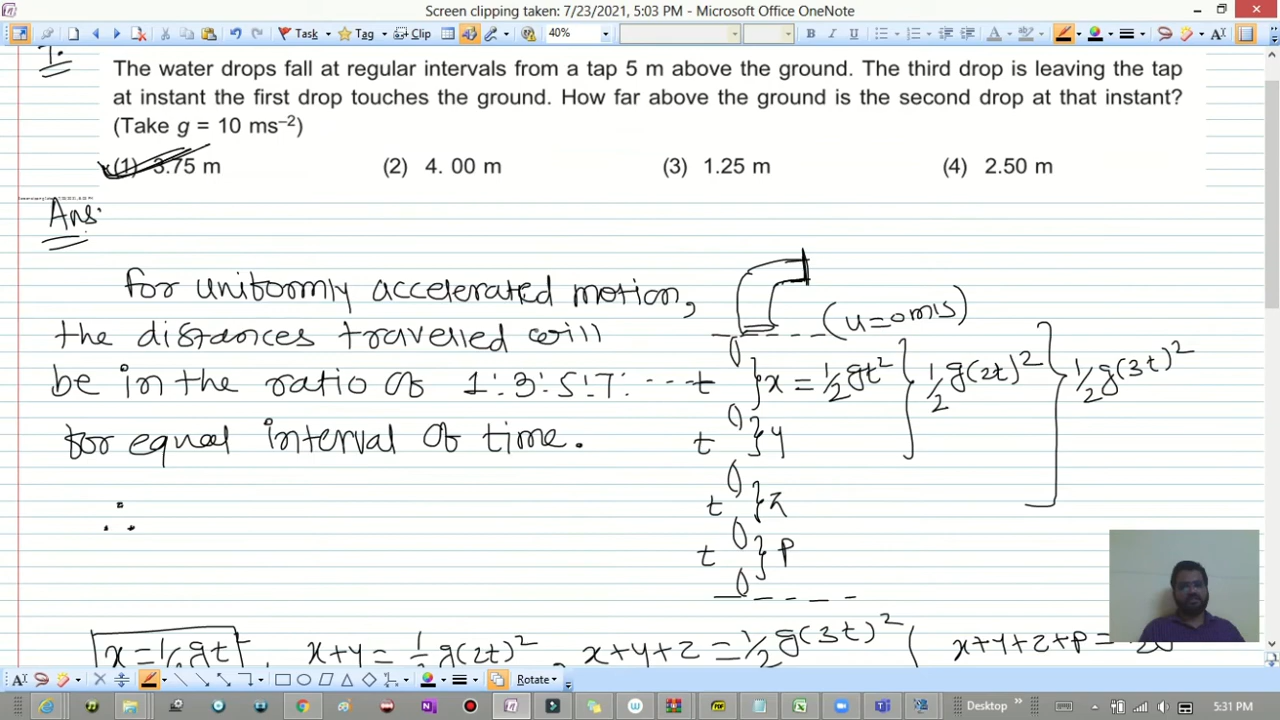 Screen clipping taken: 7/23/2021, 5:03 PM - Microsoft Office OneNote
Task Tag Clip 40% B I U
1.
The water drops fall at regular intervals from a tap 5 m above the ground. The third drop is leaving the tap
at instant the first drop touches the ground. How far above the ground is the second drop at that instant?
(Take g = 10 ms–2)
(1) 3.75 m (2) 4. 00 m (3) 1.25 m (4) 2.50 m
Ans:
for uniformly accelerated motion,
the distances travelled will
be in the ratio of 1:3:5:7: ---
for equal interval of time.
∴
(u=0m/s)
t } x = 1/2 gt² } 1/2 g(2t)² } 1/2 g(3t)²
t } y
t } z
t } p
x = 1/2 gt², x+y = 1/2 g(2t)², x+y+z = 1/2 g(3t)² x+y+z+p =
Rotate
Desktop 5:31 PM